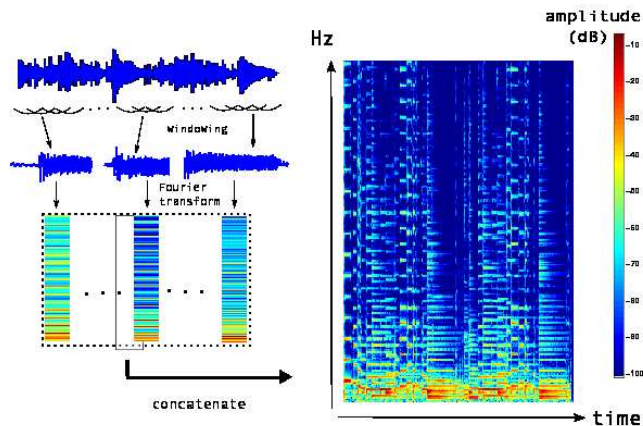 amplitude
(dB)
Hz
-10
-20
-30
-40
-50
-60
-70
-80
-90
-100
time
windowing
Fourier
transform
concatenate